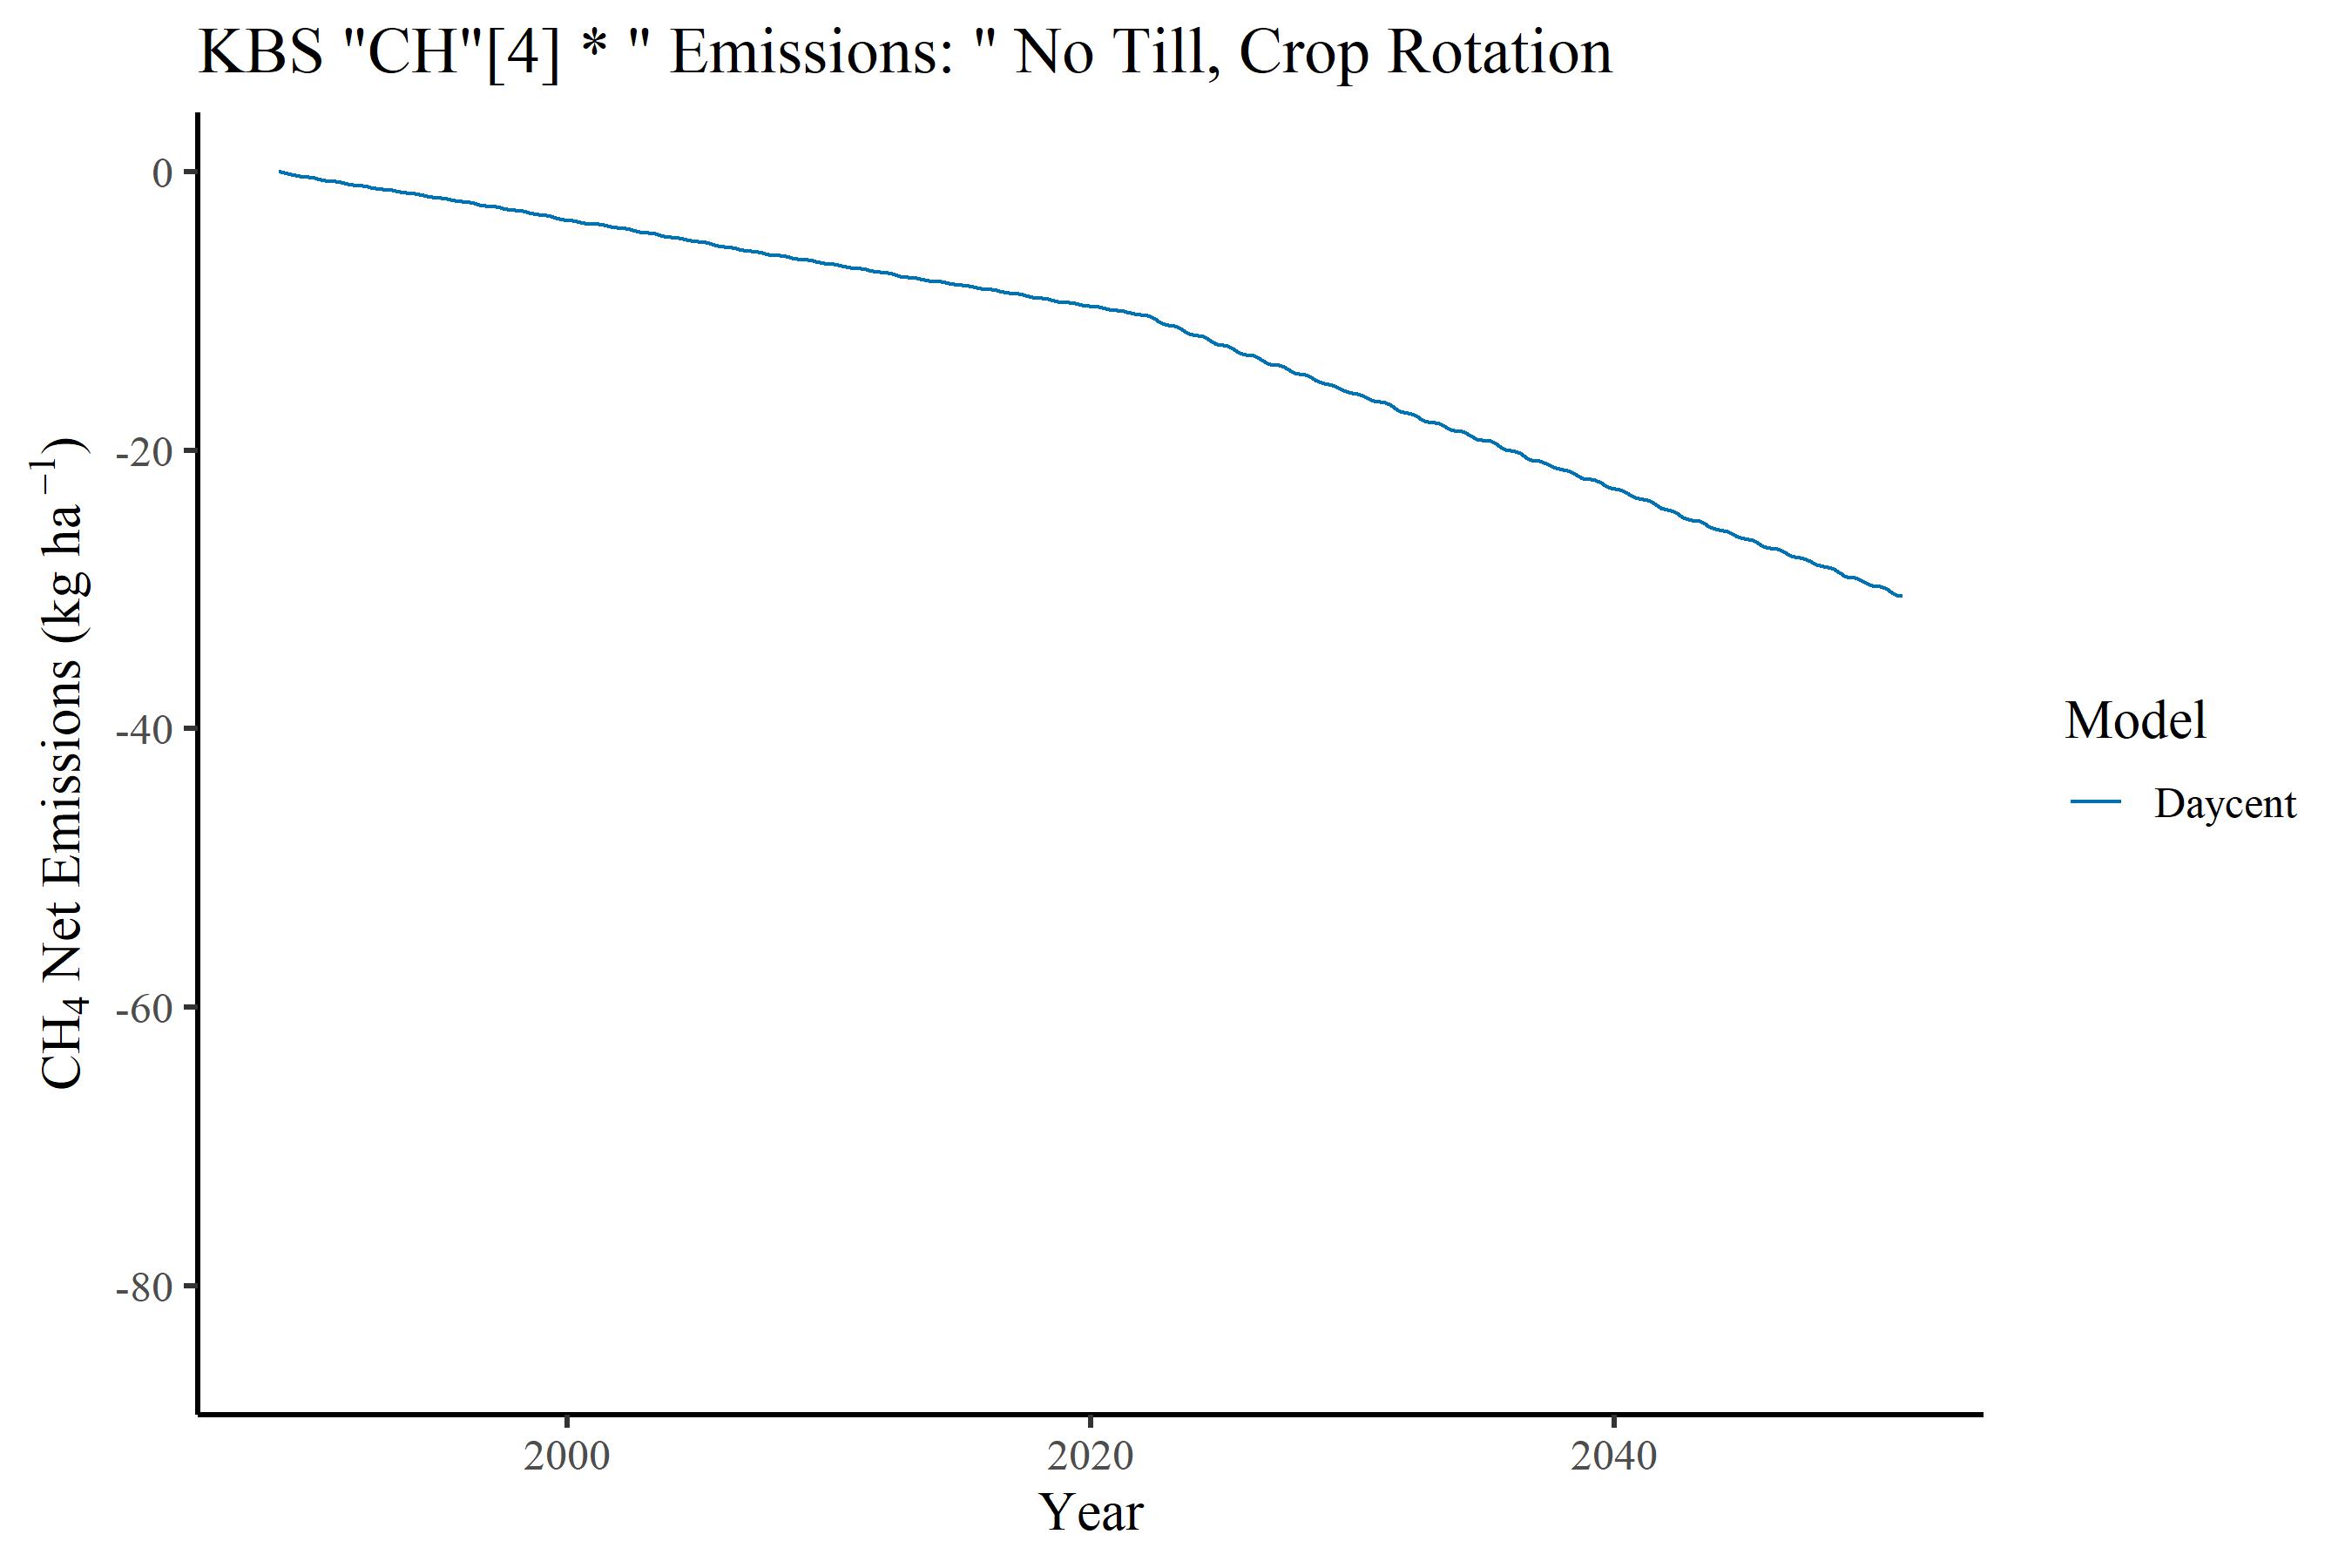 KBS "CH"[4] * " Emissions: " No Till, Crop Rotation
0
-20
-40
-60
-80
CH₄ Net Emissions (kg ha ⁻¹)
2000 2020 2040
Year
Model
Daycent